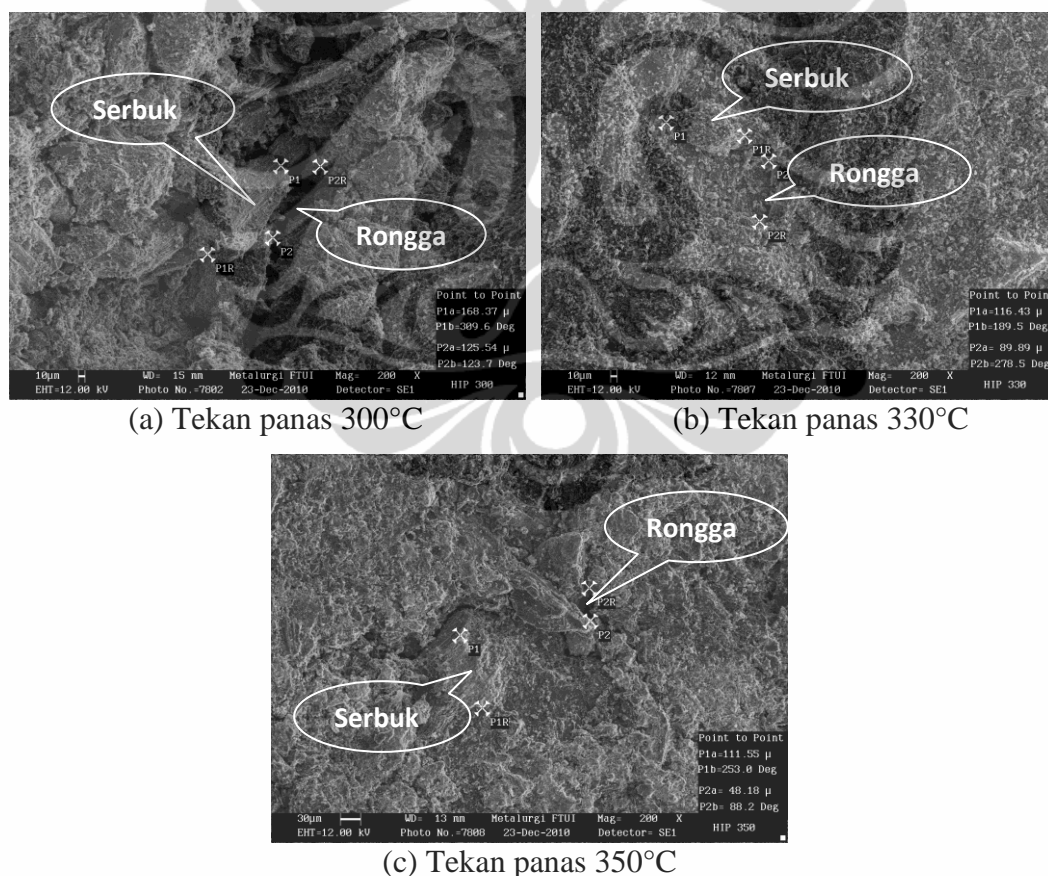 Serbuk
P1
P2R
Rongga
P2
P1R
Point to Point
P1a=168.37 µ
P1b=309.6 Deg
P2a=125.54 µ
P2b=123.7 Deg
10µm WD= 15 mm Metalurgi FTUI Mag= 200 X
EHT=12.00 kV Photo No.=7802 23-Dec-2010 Detector= SE1 HIP 300
(a) Tekan panas 300°C
Serbuk
P1
P1R
P2
Rongga
P2R
Point to Point
P1a=116.43 µ
P1b=189.5 Deg
P2a= 89.89 µ
P2b=278.5 Deg
10µm WD= 12 mm Metalurgi FTUI Mag= 200 X
EHT=12.00 kV Photo No.=7807 23-Dec-2010 Detector= SE1 HIP 330
(b) Tekan panas 330°C
Rongga
P2R
P2
P1
Serbuk
P1R
Point to Point
P1a=111.55 µ
P1b=253.0 Deg
P2a= 48.18 µ
P2b= 88.2 Deg
30µm WD= 13 mm Metalurgi FTUI Mag= 200 X
EHT=12.00 kV Photo No.=7808 23-Dec-2010 Detector= SE1 HIP 350
(c) Tekan panas 350°C